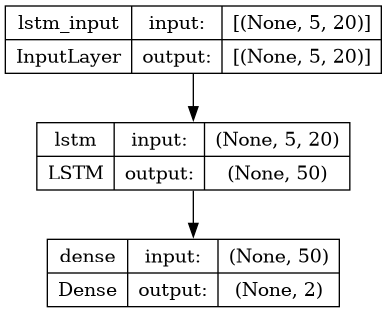 lstm_input input: [(None, 5, 20)]
InputLayer output: [(None, 5, 20)]
lstm input: (None, 5, 20)
LSTM output: (None, 50)
dense input: (None, 50)
Dense output: (None, 2)